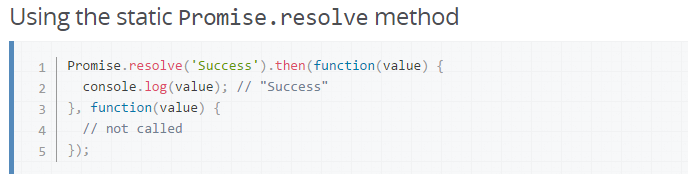 Using the static Promise.resolve method
1 Promise.resolve('Success').then(function(value) {
2   console.log(value); // "Success"
3 }, function(value) {
4   // not called
5 });